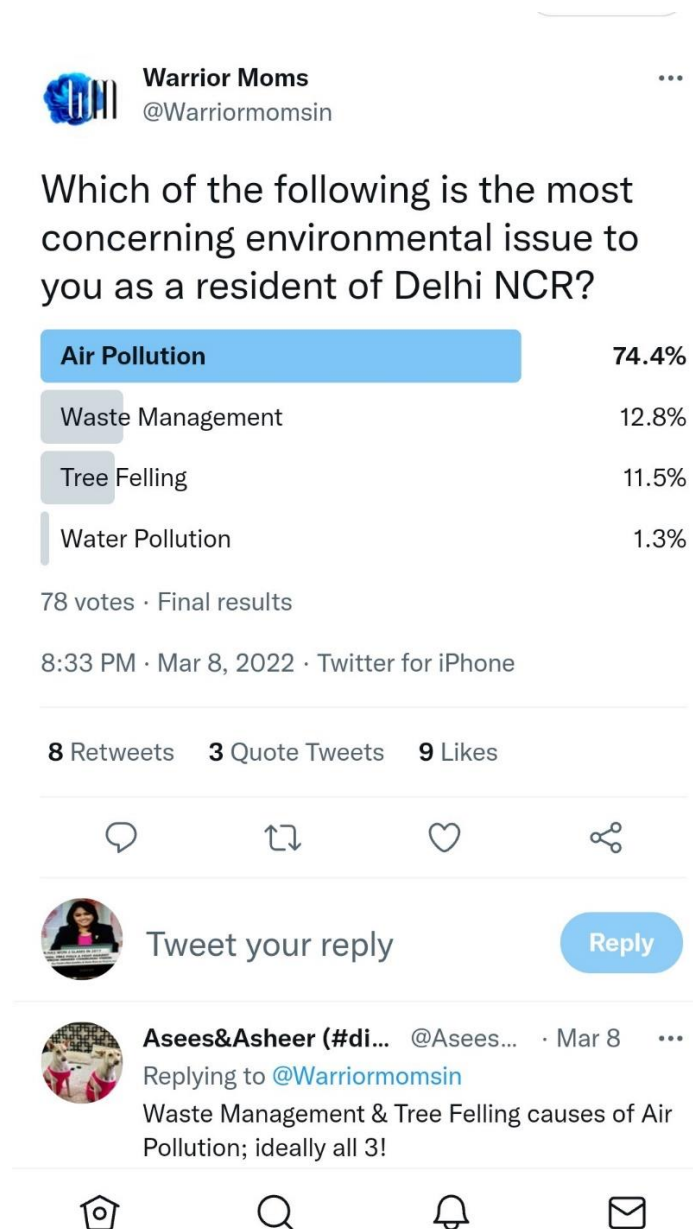 Warrior Moms
@Warriormomsin
Which of the following is the most
concerning environmental issue to
you as a resident of Delhi NCR?
Air Pollution 74.4%
Waste Management 12.8%
Tree Felling 11.5%
Water Pollution 1.3%
78 votes · Final results
8:33 PM · Mar 8, 2022 · Twitter for iPhone
8 Retweets 3 Quote Tweets 9 Likes
Tweet your reply Reply
Asees&Asheer (#di... @Asees... · Mar 8
Replying to @Warriormomsin
Waste Management & Tree Felling causes of Air
Pollution; ideally all 3!